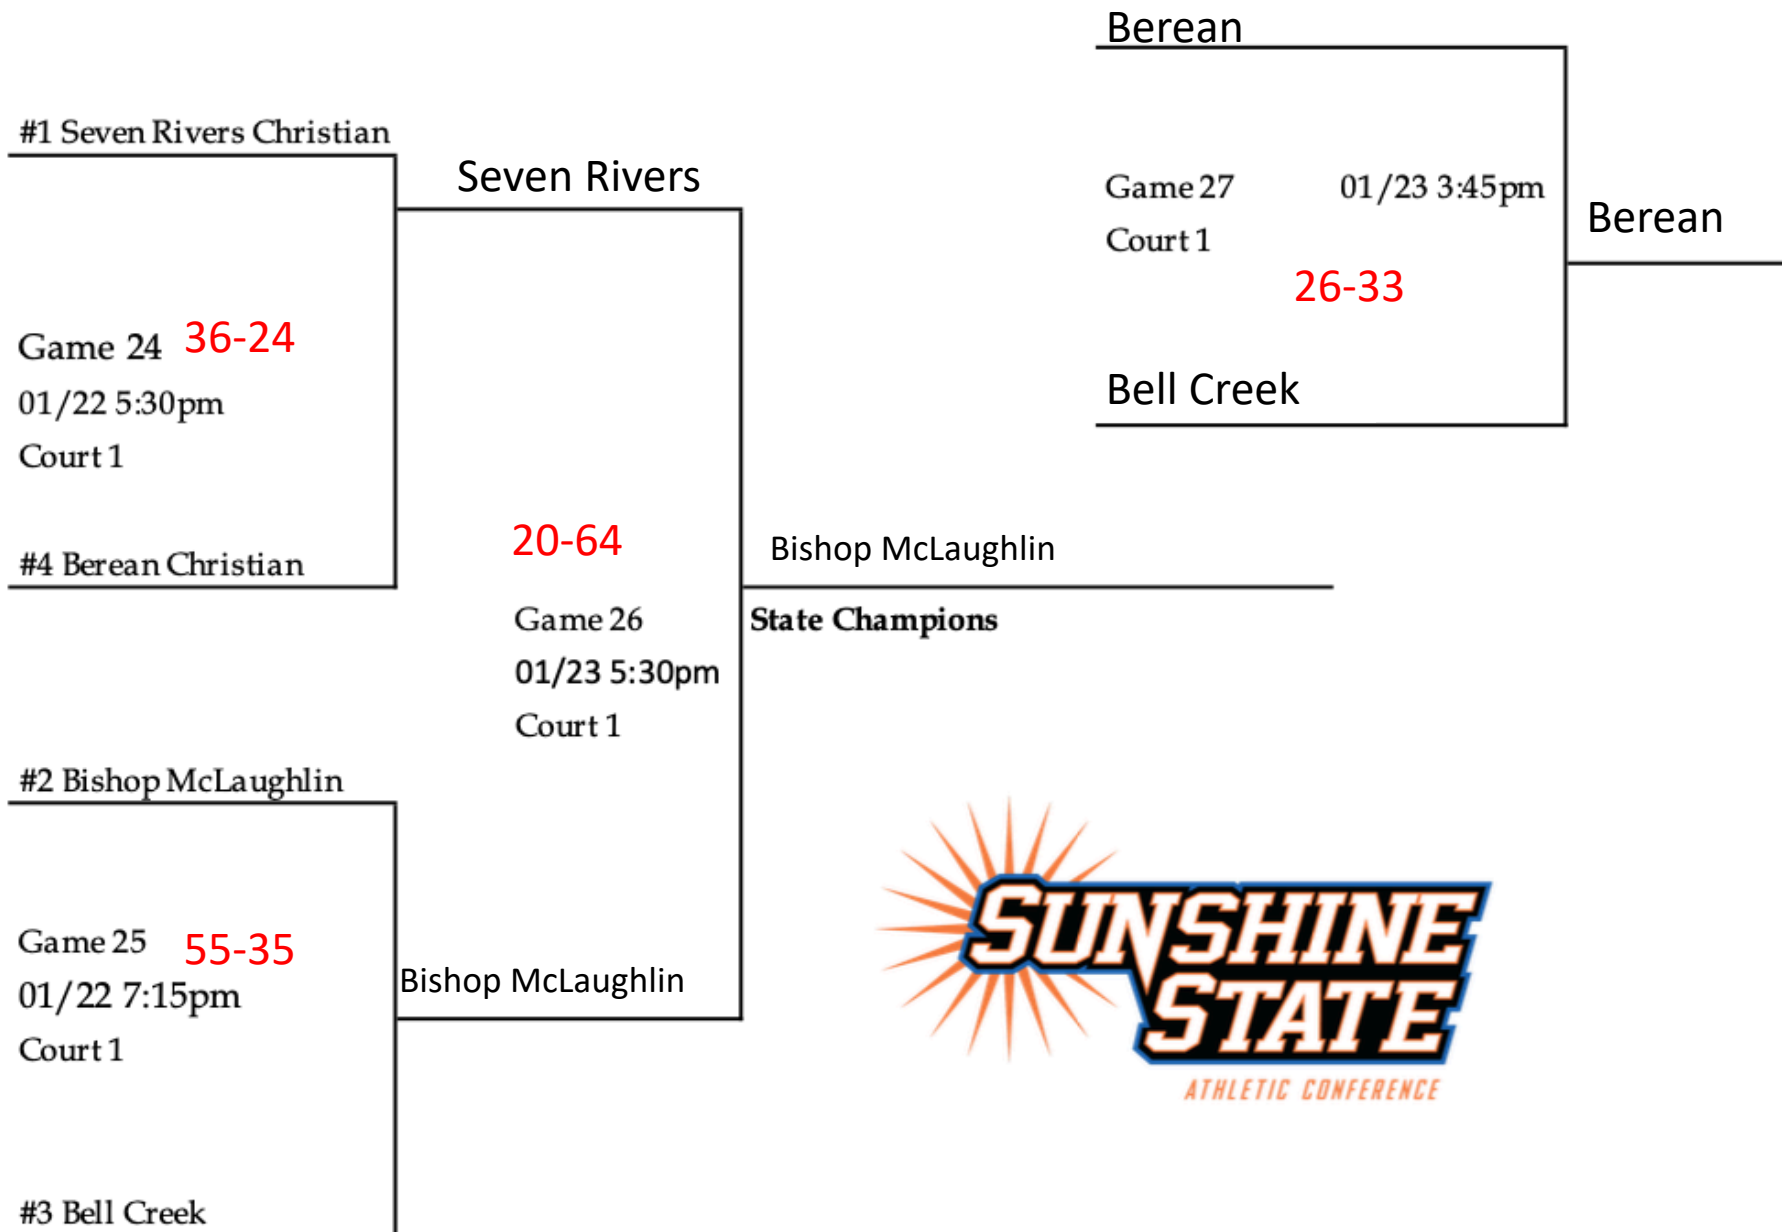 #1 Seven Rivers Christian
Seven Rivers
Game 24 36-24
01/22 5:30pm
Court 1
#4 Berean Christian
20-64
Game 26
01/23 5:30pm
Court 1
Bishop McLaughlin
State Champions
#2 Bishop McLaughlin
Game 25 55-35
01/22 7:15pm
Court 1
Bishop McLaughlin
#3 Bell Creek
Berean
Game 27 01/23 3:45pm
Court 1
26-33
Berean
Bell Creek
SUNSHINE
STATE
ATHLETIC CONFERENCE